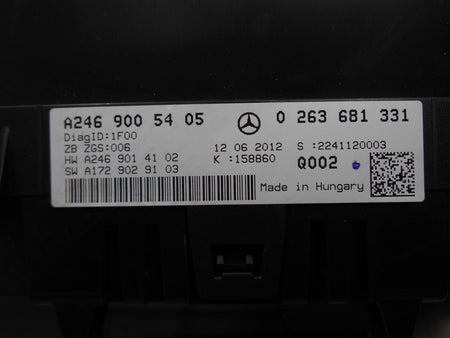 A246 900 54 05 0 263 681 331
DiagID:1F00
ZB ZGS:006 12 06 2012 S :2241120003
HW A246 901 41 02 K :158860 Q002
SW A172 902 91 03
Made in Hungary